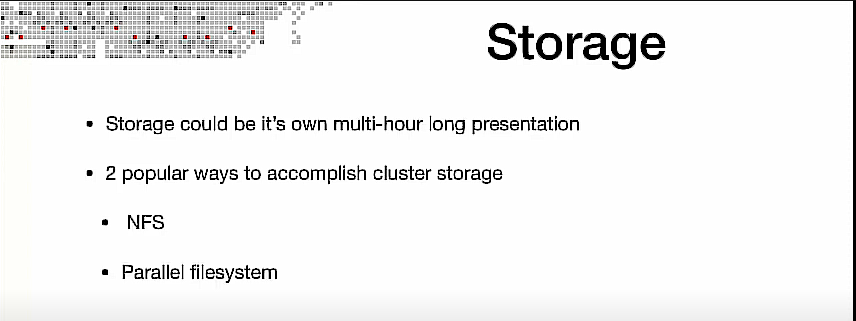 Storage
• Storage could be it's own multi-hour long presentation
• 2 popular ways to accomplish cluster storage
• NFS
• Parallel filesystem